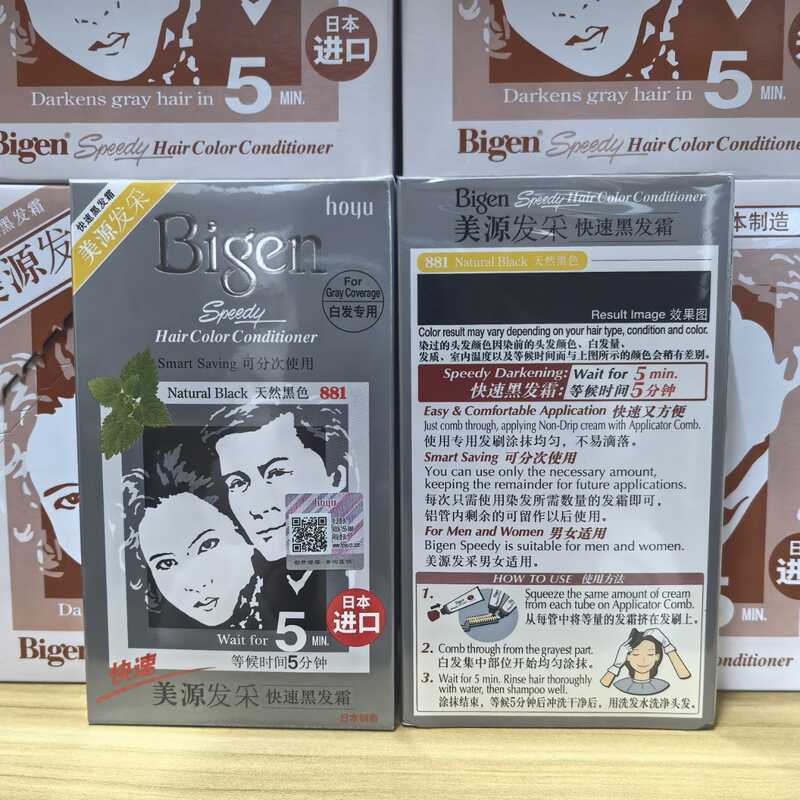 日本
进口
Darkens gray hair in 5 MIN.
Bigen® Speedy Hair Color Conditioner
日本
进口
Darkens gray hair in 5 MIN.
Bigen® Speedy Hair Color Conditioner
快速黑发霜
美源发采
hoyu
Bigen
Speedy
Hair Color Conditioner
For
Gray Coverage
白发专用
Smart Saving 可分次使用
Natural Black 天然黑色 881
hoyu
Wait for 5 MIN.
等候时间5分钟
日本
进口
快速
美源发采 快速黑发霜
日本制造
Bigen Speedy Hair Color Conditioner
美源发采 快速黑发霜
881 Natural Black 天然黑色
Result Image 效果图
Color result may vary depending on your hair type, condition and color.
染过的头发颜色因染前的头发颜色、白发量、
发质、室内温度以及等候时间而与上图所示的颜色会稍有差别。
Speedy Darkening: Wait for 5 min.
快速黑发霜: 等候时间5分钟
Easy & Comfortable Application 快速又方便
Just comb through, applying Non-Drip cream with Applicator Comb.
使用专用发刷涂抹均匀，不易滴落。
Smart Saving 可分次使用
You can use only the necessary amount,
keeping the remainder for future applications.
每次只需使用染发所需数量的发霜即可，
铝管内剩余的可留作以后使用。
For Men and Women 男女适用
Bigen Speedy is suitable for men and women.
美源发采男女适用。
HOW TO USE 使用方法
1. Squeeze the same amount of cream
from each tube on Applicator Comb.
从每管中将等量的发霜挤在发刷上。
2. Comb through from the grayest part.
白发集中部位开始均匀涂抹。
3. Wait for 5 min. Rinse hair thoroughly
with water, then shampoo well.
涂抹结束，等候5分钟后冲洗干净后，用洗发水洗净头发。
黑发霜
美源发
Darkens
Bigen
本制造
日本
进口
5 MIN.
Conditioner